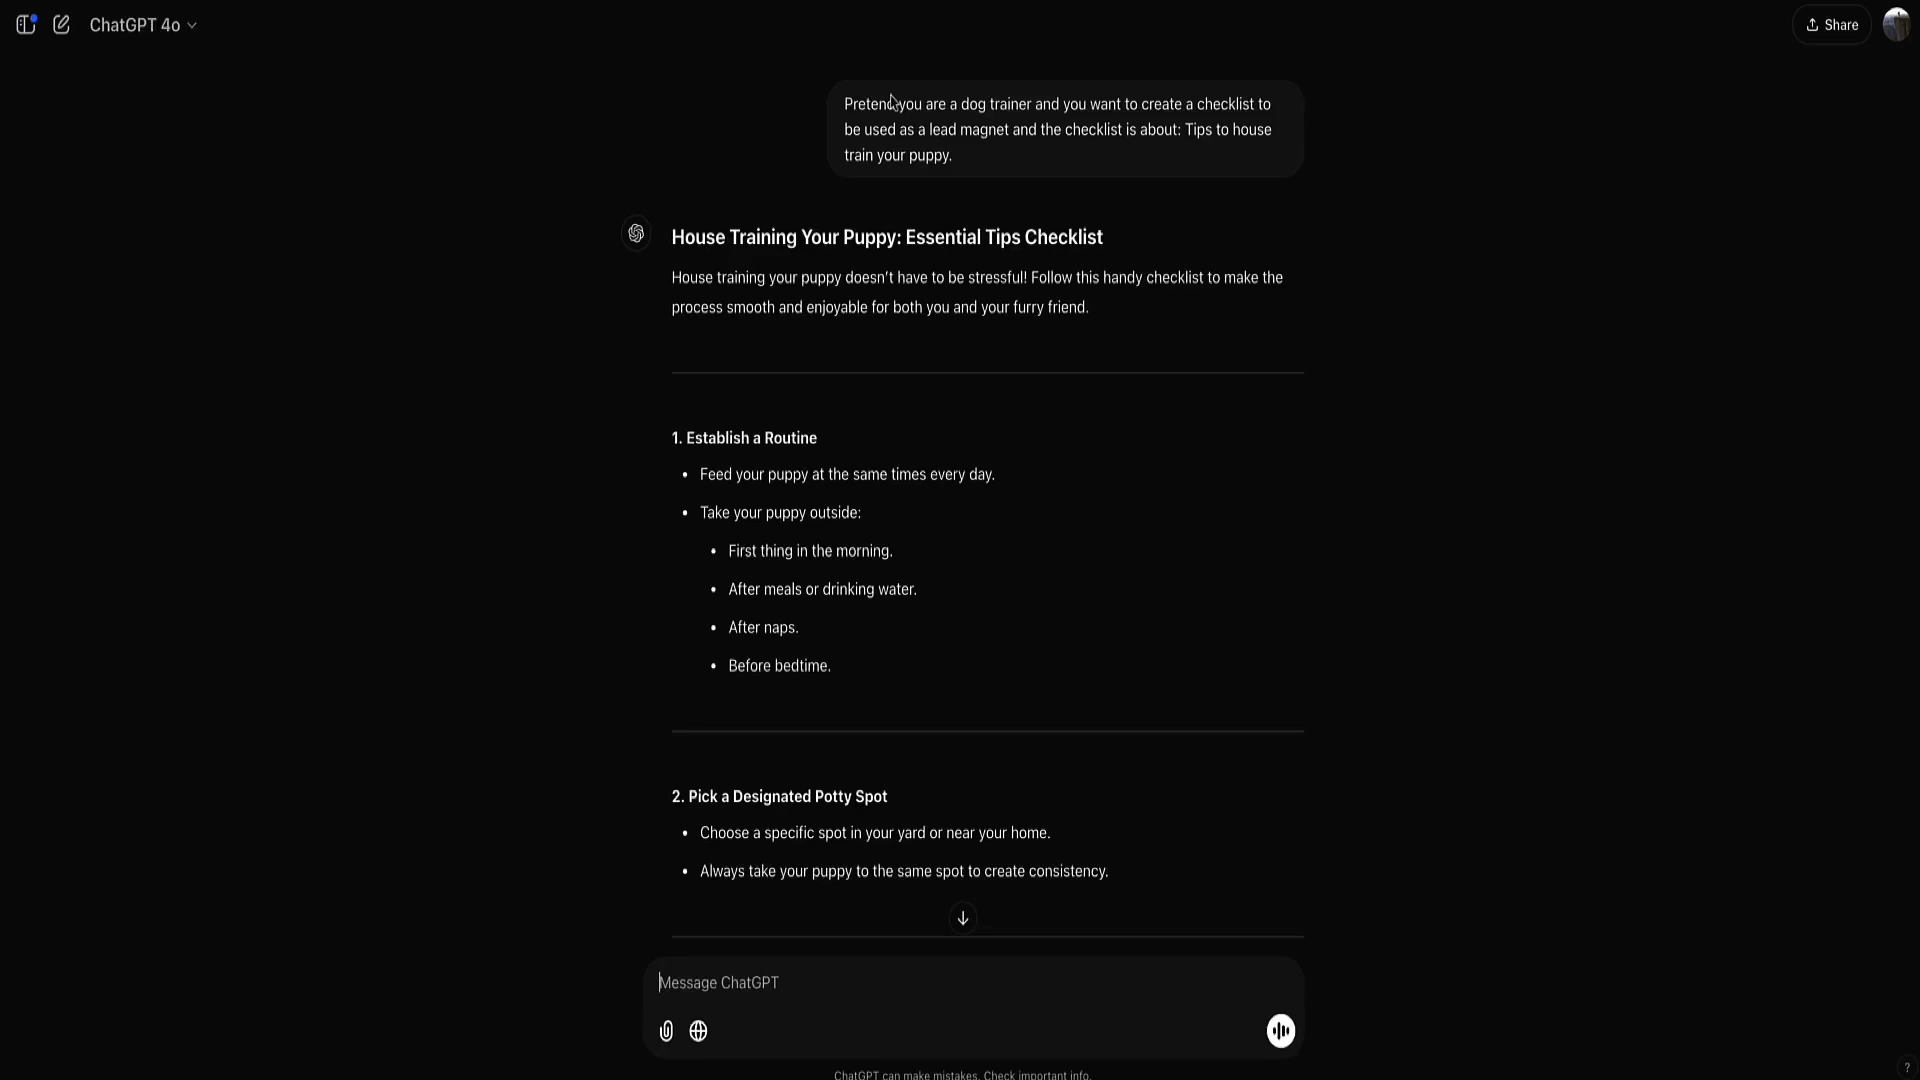 ChatGPT 4o
Share
Pretend you are a dog trainer and you want to create a checklist to
be used as a lead magnet and the checklist is about: Tips to house
train your puppy.
House Training Your Puppy: Essential Tips Checklist
House training your puppy doesn't have to be stressful! Follow this handy checklist to make the
process smooth and enjoyable for both you and your furry friend.
1. Establish a Routine
• Feed your puppy at the same times every day.
• Take your puppy outside:
• First thing in the morning.
• After meals or drinking water.
• After naps.
• Before bedtime.
2. Pick a Designated Potty Spot
• Choose a specific spot in your yard or near your home.
• Always take your puppy to the same spot to create consistency.
Message ChatGPT
ChatGPT can make mistakes. Check important info.
?